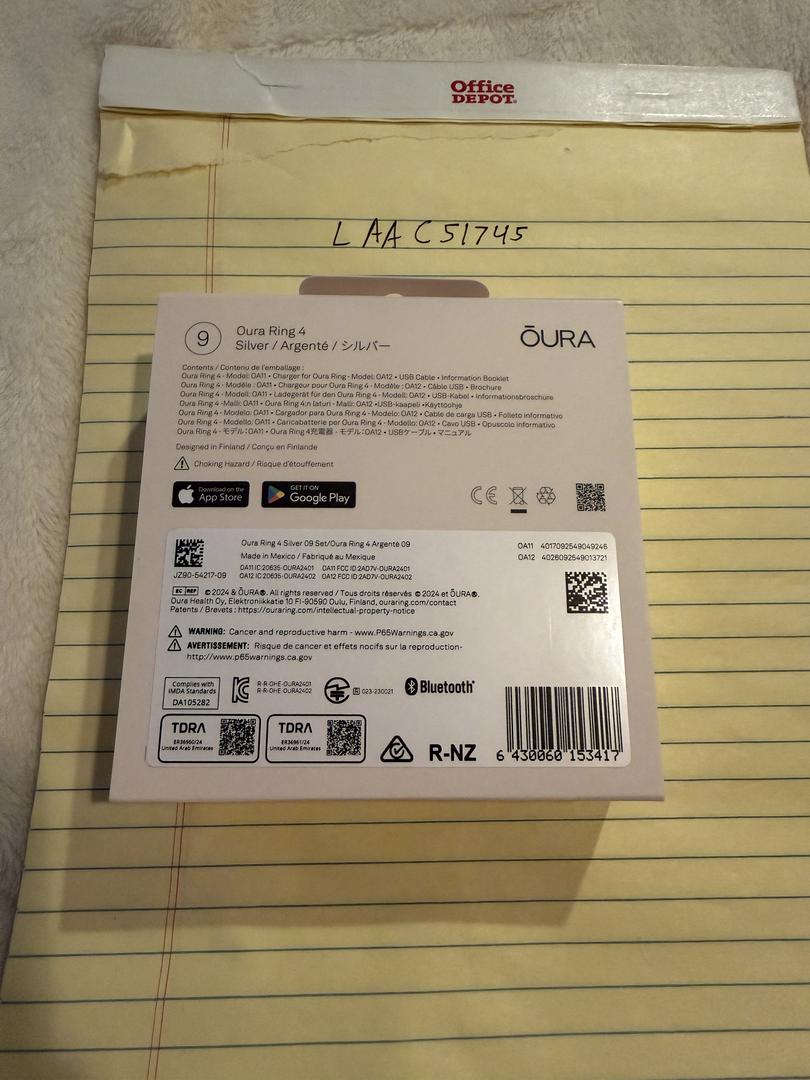 Office
DEPOT
LAAC51745
9
Oura Ring 4
Silver / Argenté / シルバー
ŌURA
Contents / Contenu de l'emballage :
Oura Ring 4 - Model: OA11 • Charger for Oura Ring - Model: OA12 • USB Cable • Information Booklet
Oura Ring 4 - Modèle : OA11 • Chargeur pour Oura Ring 4 - Modèle : OA12 • Câble USB • Brochure
Oura Ring 4 - Modell: OA11 • Ladegerät für den Oura Ring 4 - Modell: OA12 • USB-Kabel • Informationsbroschure
Oura Ring 4 -Malli: OA11 • Oura Ring 4:n laturi - Malli: OA12 •USB-kaapeli •Käyttoohje
Oura Ring 4 - Modelo: OA11 • Cargador para Oura Ring 4 - Modelo: OA12 • Cable de carga USB • Folleto informativo
Oura Ring 4 - Modello: OA11 • Caricabatterie per Oura Ring 4 - Modello: OA12 • Cavo USB • Opuscolo informativo
Oura Ring 4 - モデル:OA11 • Oura Ring 4充電器 - モデル:OA12 • USBケーブル • マニュアル
Designed in Finland / Conçu en Finlande
Choking Hazard / Risque d'étouffement
Download on the
App Store
GET IT ON
Google Play
CE
Oura Ring 4 Silver 09 Set/Oura Ring 4 Argenté 09
Made in Mexico / Fabriqué au Mexique
OA11 IC:20635-OURA2401 OA11 FCC ID:2AD7V-OURA2401
OA12 IC:20635-OURA2402 OA12 FCC ID:2AD7V-OURA2402
JZ90-54217-09
OA11 4017092549049246
OA12 4026092549013721
EC REP © 2024 & ŌURA®. All rights reserved / Tous droits réservés © 2024 et ŌURA®.
Oura Health Oy, Elektroniikkatie 10 FI-90590 Oulu, Finland, ouraring.com/contact
Patents / Brevets : https://ouraring.com/intellectual-property-notice
WARNING: Cancer and reproductive harm - www.P65Warnings.ca.gov
AVERTISSEMENT: Risque de cancer et effets nocifs sur la reproduction-
http://www.p65warnings.ca.gov
Complies with
IMDA Standards
DA105282
R-R-OHE-OURA2401
R-R-OHE-OURA2402
R 023-230021
Bluetooth®
TDRA
ER36960/24
United Arab Emirates
TDRA
ER36961/24
United Arab Emirates
R-NZ
6 430060 153417